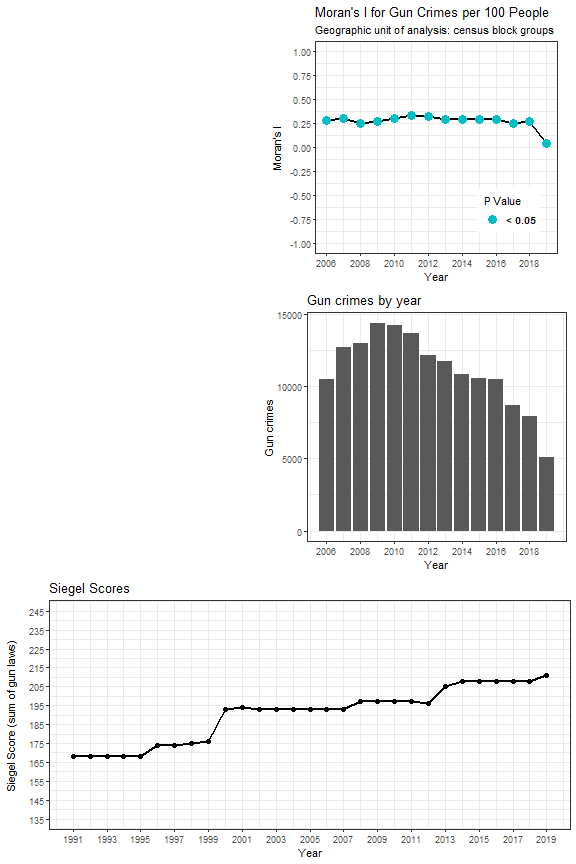 Moran's I for Gun Crimes per 100 People
Geographic unit of analysis: census block groups
1.00
0.75
0.50
0.25
0.00
-0.25
-0.50
-0.75
-1.00
Moran's I
P Value
< 0.05
2006 2008 2010 2012 2014 2016 2018
Year
Gun crimes by year
15000
10000
5000
0
Gun crimes
2006 2008 2010 2012 2014 2016 2018
Year
Siegel Scores
245
235
225
215
205
195
185
175
165
155
145
135
Siegel Score (sum of gun laws)
1991 1993 1995 1997 1999 2001 2003 2005 2007 2009 2011 2013 2015 2017 2019
Year